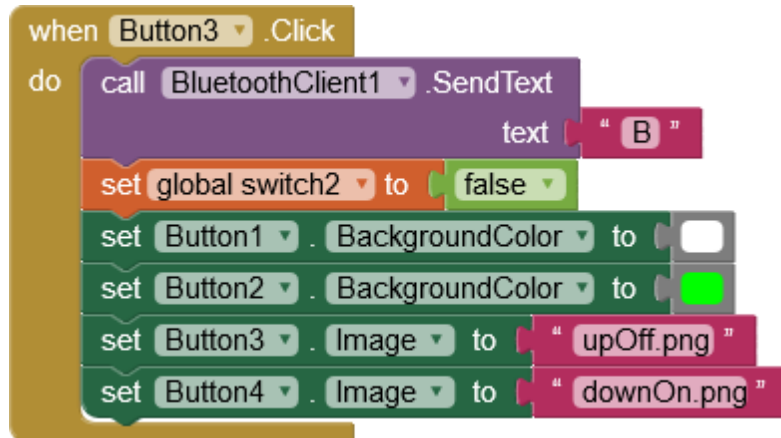 when Button3 .Click
do call BluetoothClient1 .SendText
text " B "
set global switch2 to false
set Button1 . BackgroundColor to
set Button2 . BackgroundColor to
set Button3 . Image to " upOff.png "
set Button4 . Image to " downOn.png "